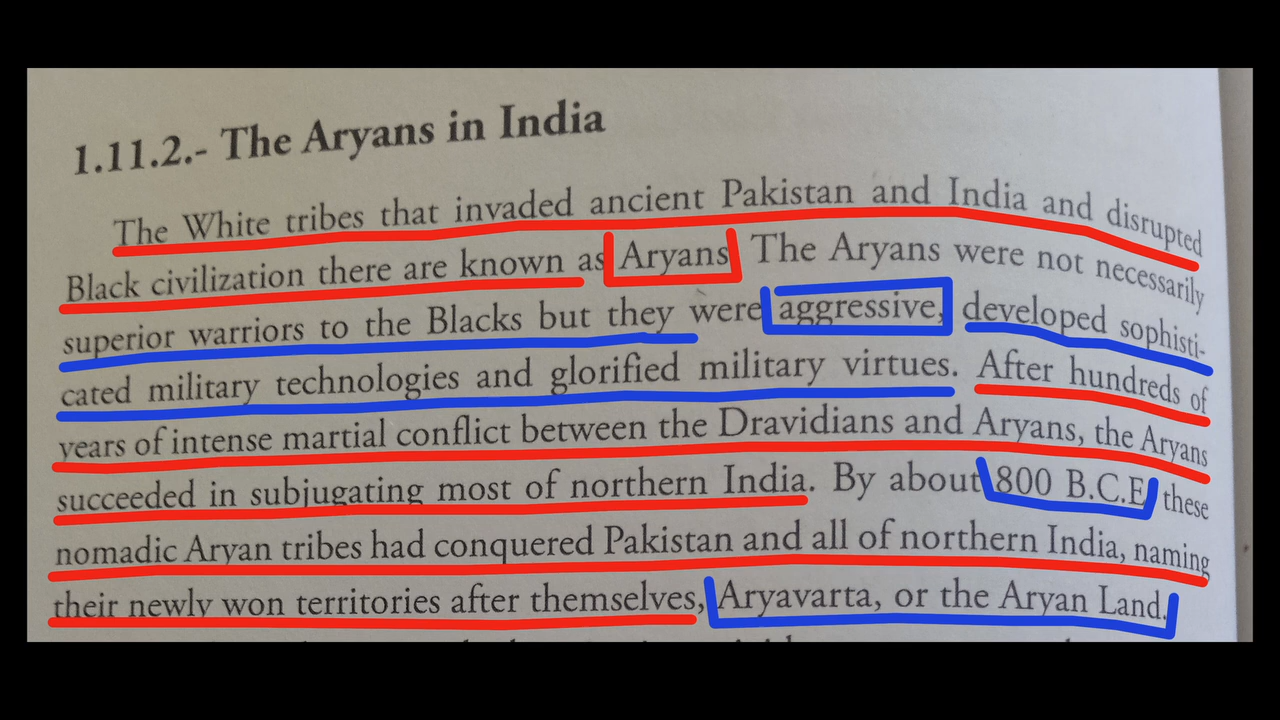 1.11.2.- The Aryans in India
The White tribes that invaded ancient Pakistan and India and disrupted
Black civilization there are known as Aryans The Aryans were not necessarily
superior warriors to the Blacks but they were aggressive, developed sophisti-
cated military technologies and glorified military virtues. After hundreds of
years of intense martial conflict between the Dravidians and Aryans, the Aryans
succeeded in subjugating most of northern India. By about 800 B.C.E these
nomadic Aryan tribes had conquered Pakistan and all of northern India, naming
their newly won territories after themselves, Aryavarta, or the Aryan Land.